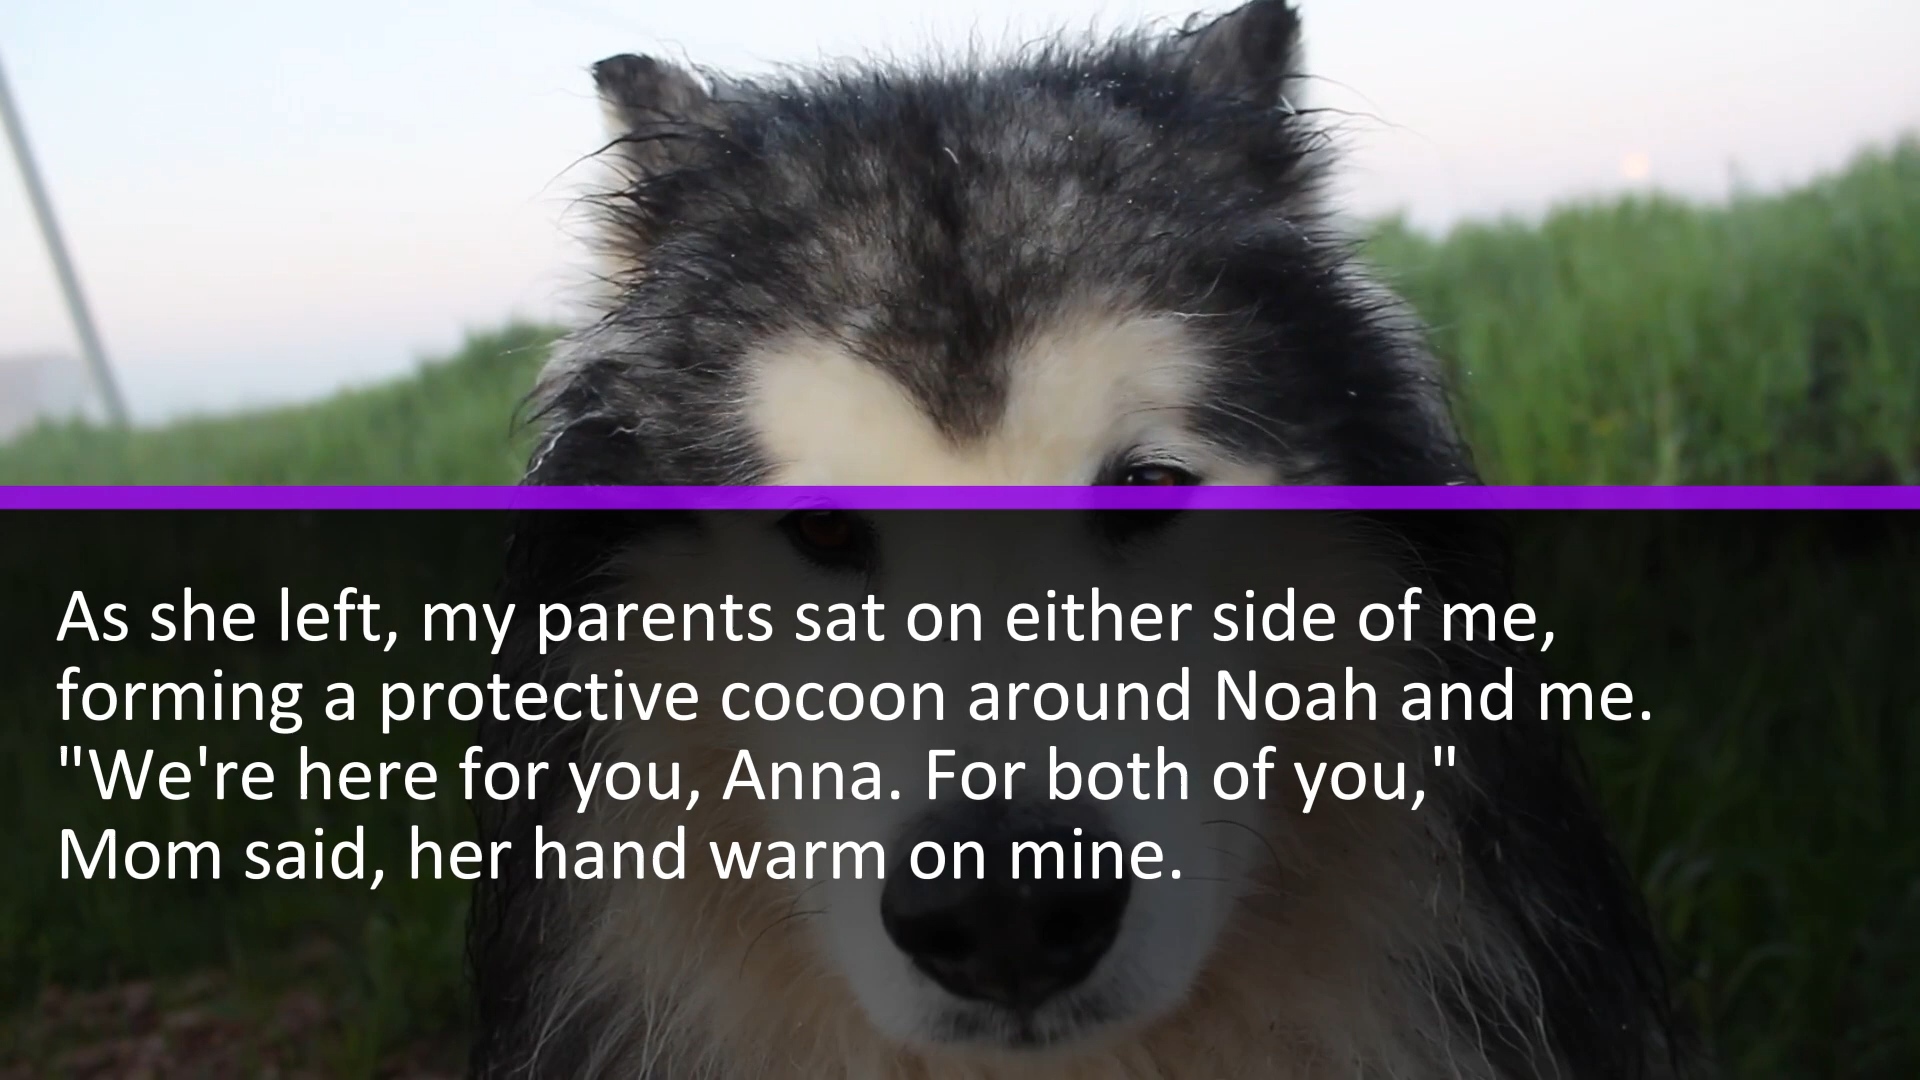 As she left, my parents sat on either side of me,
forming a protective cocoon around Noah and me.
"We're here for you, Anna. For both of you,"
Mom said, her hand warm on mine.